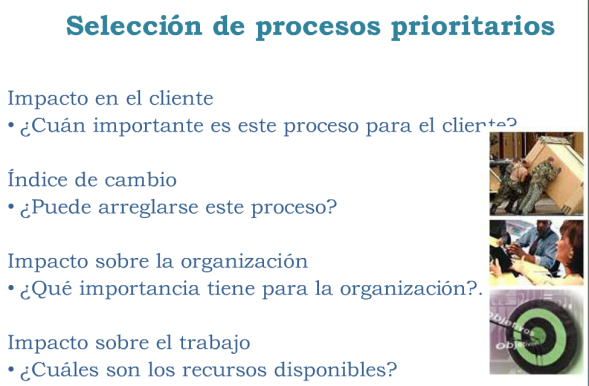 Selección de procesos prioritarios
Impacto en el cliente
• ¿Cuán importante es este proceso para el cliente?
Índice de cambio
• ¿Puede arreglarse este proceso?
Impacto sobre la organización
• ¿Qué importancia tiene para la organización?.
Impacto sobre el trabajo
• ¿Cuáles son los recursos disponibles?
objetivos